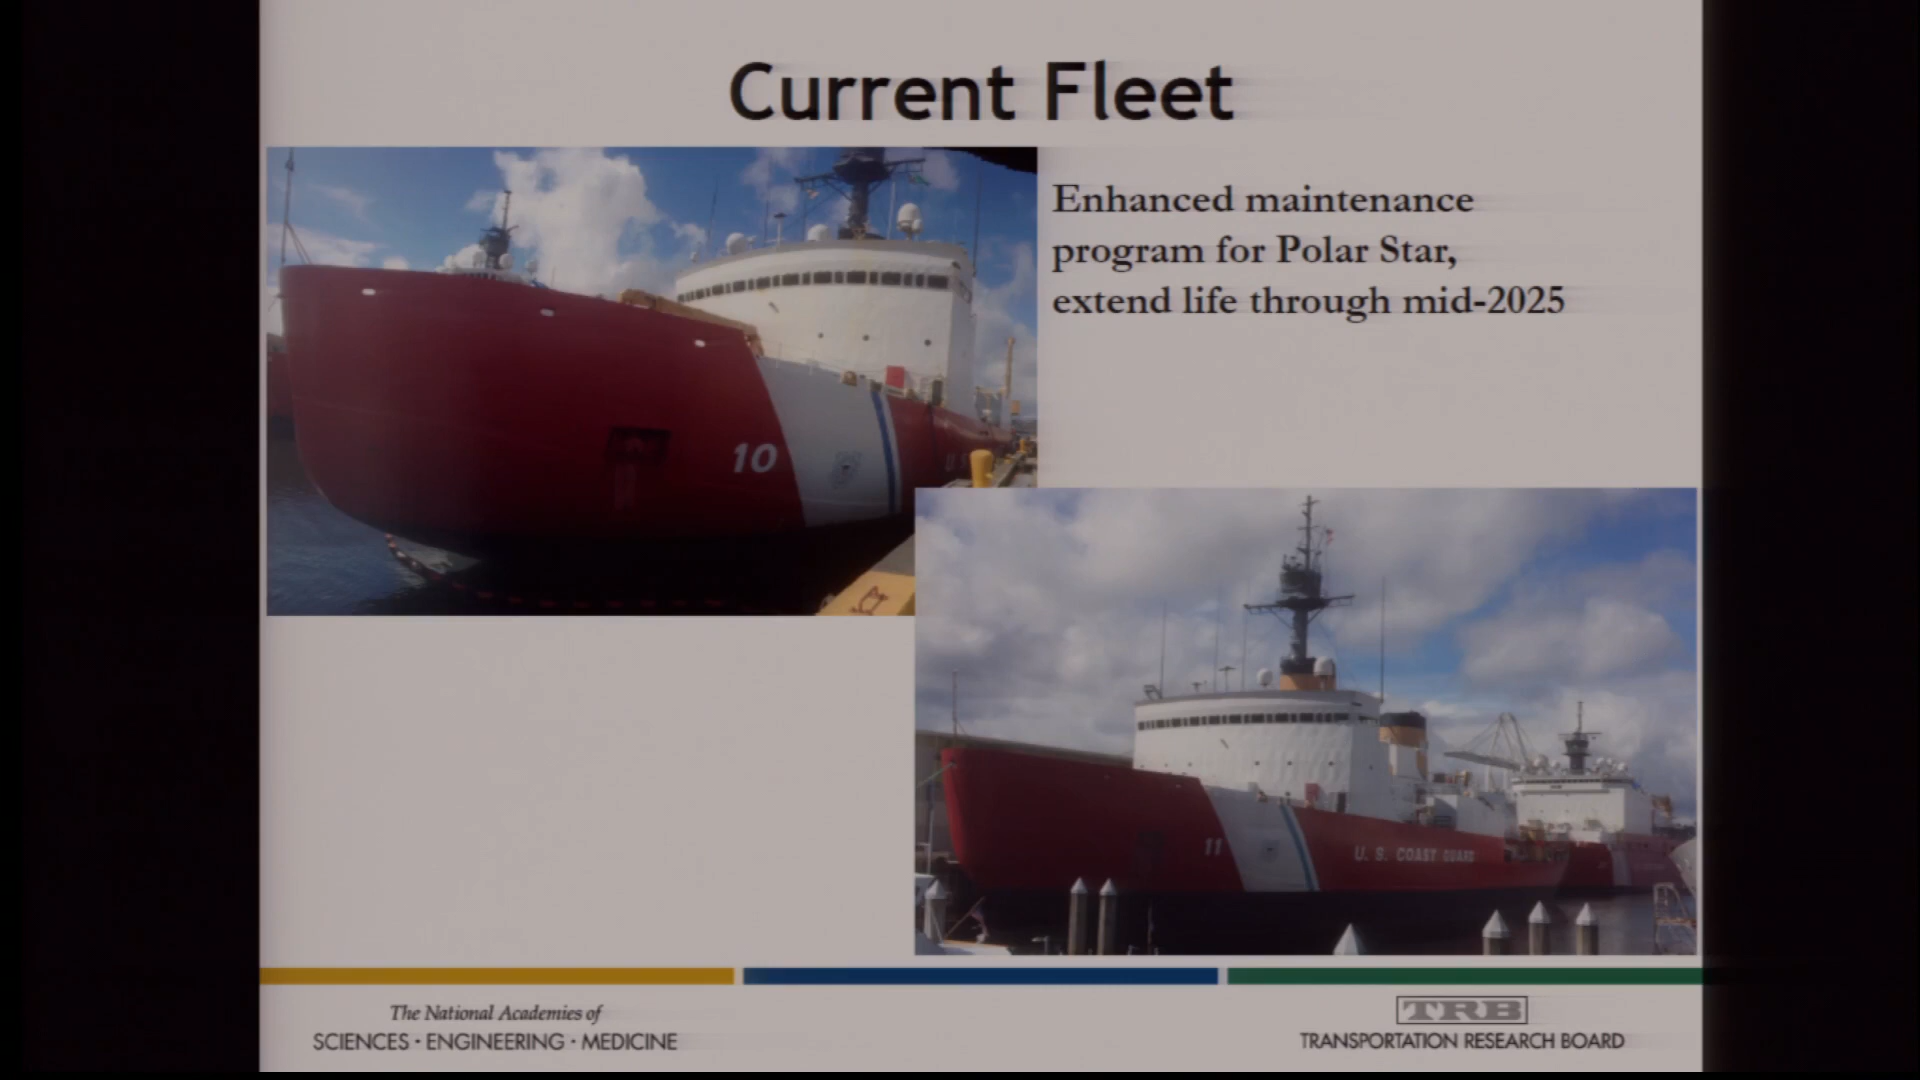 Current Fleet
Enhanced maintenance
program for Polar Star,
extend life through mid-2025
10
11
U. S. COAST GUARD
The National Academies of
SCIENCES · ENGINEERING · MEDICINE
TRB
TRANSPORTATION RESEARCH BOARD